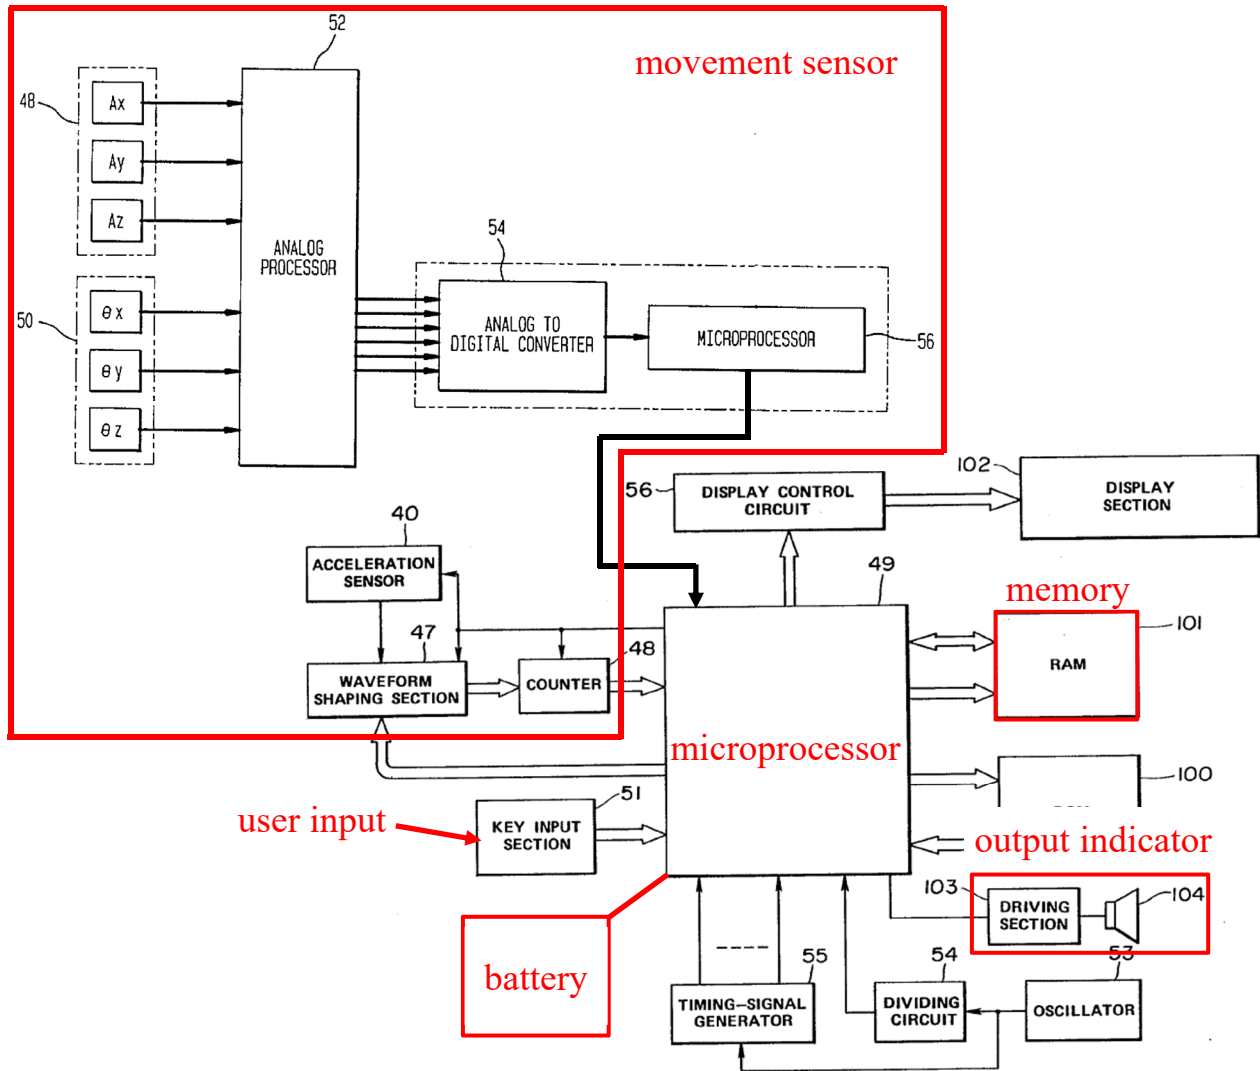 52
movement sensor
48
Ax
Ay
Az
ANALOG
PROCESSOR
54
50
θx
θy
θz
ANALOG TO
DIGITAL CONVERTER
MICROPROCESSOR
56
56
DISPLAY CONTROL
CIRCUIT
102
DISPLAY
SECTION
40
ACCELERATION
SENSOR
49
memory
101
RAM
47
WAVEFORM
SHAPING SECTION
48
COUNTER
microprocessor
100
51
user input
KEY INPUT
SECTION
output indicator
103
DRIVING
SECTION
104
battery
55
TIMING-SIGNAL
GENERATOR
54
DIVIDING
CIRCUIT
53
OSCILLATOR